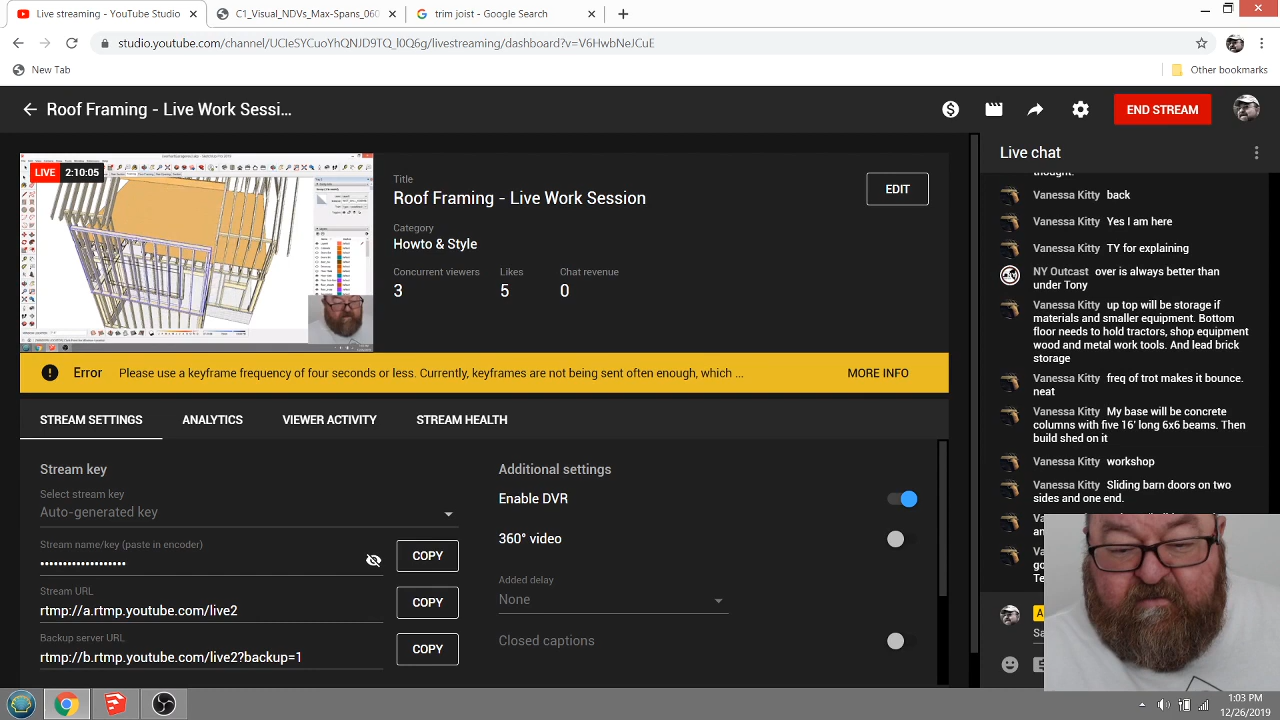 Live streaming - YouTube Studio
C1_Visual_NDVs_Max-Spans_060
trim joh - Google Search
studio.youtube.com/channel/UCIeSYCuoYhQNJD9TQ_I0Q6g/livestreaming/dashboard?v=V6HwbNeJCuE
New Tab
Other bookmarks
Roof Framing - Live Work Sessi...
END STREAM
LIVE
2:10:05
Title
Roof Framing - Live Work Session
EDIT
Category
Howto & Style
Concurrent viewers
Chat revenue
3
5
0
Error
Please use a keyframe frequency of four seconds or less. Currently, keyframes are not being sent often enough, which ...
MORE INFO
STREAM SETTINGS
ANALYTICS
VIEWER ACTIVITY
STREAM HEALTH
Stream key
Select stream key
Auto-generated key
Stream name/key (paste in encoder)
COPY
Stream URL
rtmp://a.rtmp.youtube.com/live2
COPY
Backup server URL
rtmp://b.rtmp.youtube.com/live2?backup=1
COPY
Additional settings
Enable DVR
360° video
Added delay
None
Closed captions
Live chat
thought.
Vanessa Kitty back
Vanessa Kitty Yes I am here
Vanessa Kitty TY for explaining
under Tony
Vanessa Kitty up top will be storage if
materials and smaller equipment. Bottom
floor needs to hold tractors, snow equipment
wood and metal work tools. And lead brick
storage
Vanessa Kitty freq of trot makes it bounce.
neat
Vanessa Kitty My base will be concrete
columns with five 16' long 6x6 beams. Then
build shed on it
Vanessa Kitty workshop
Vanessa Kitty Sliding barn doors on two
sides and one end.
1:03 PM
12/26/2019